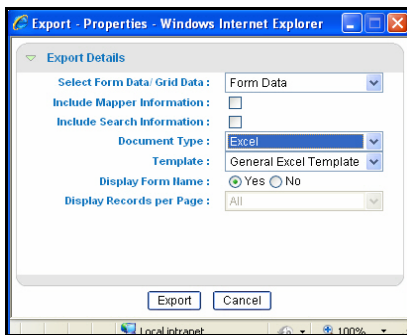 Export - Properties - Windows Internet Explorer
Export Details
Select Form Data/ Grid Data : Form Data
Include Mapper Information :
Include Search Information :
Document Type : Excel
Template : General Excel Template
Display Form Name : Yes No
Display Records per Page : All
Export Cancel
Local intranet 100%